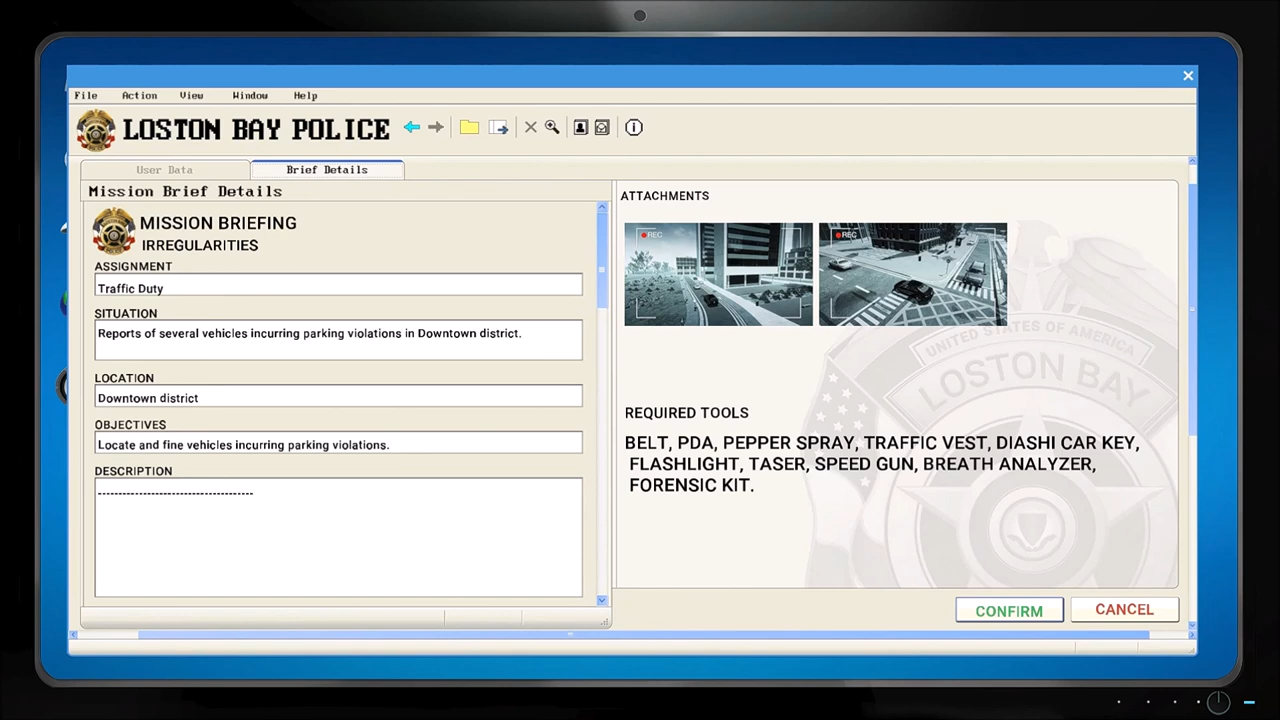 File Action View Window Help
LOSTON BAY POLICE
User Data
Brief Details
Mission Brief Details
MISSION BRIEFING
IRREGULARITIES
ASSIGNMENT
Traffic Duty
SITUATION
Reports of several vehicles incurring parking violations in Downtown district.
LOCATION
Downtown district
OBJECTIVES
Locate and fine vehicles incurring parking violations.
DESCRIPTION
--------------------------------------
ATTACHMENTS
REC
REC
UNITED STATES OF AMERICA
LOSTON BAY
REQUIRED TOOLS
BELT, PDA, PEPPER SPRAY, TRAFFIC VEST, DIASHI CAR KEY,
FLASHLIGHT, TASER, SPEED GUN, BREATH ANALYZER,
FORENSIC KIT.
CONFIRM
CANCEL